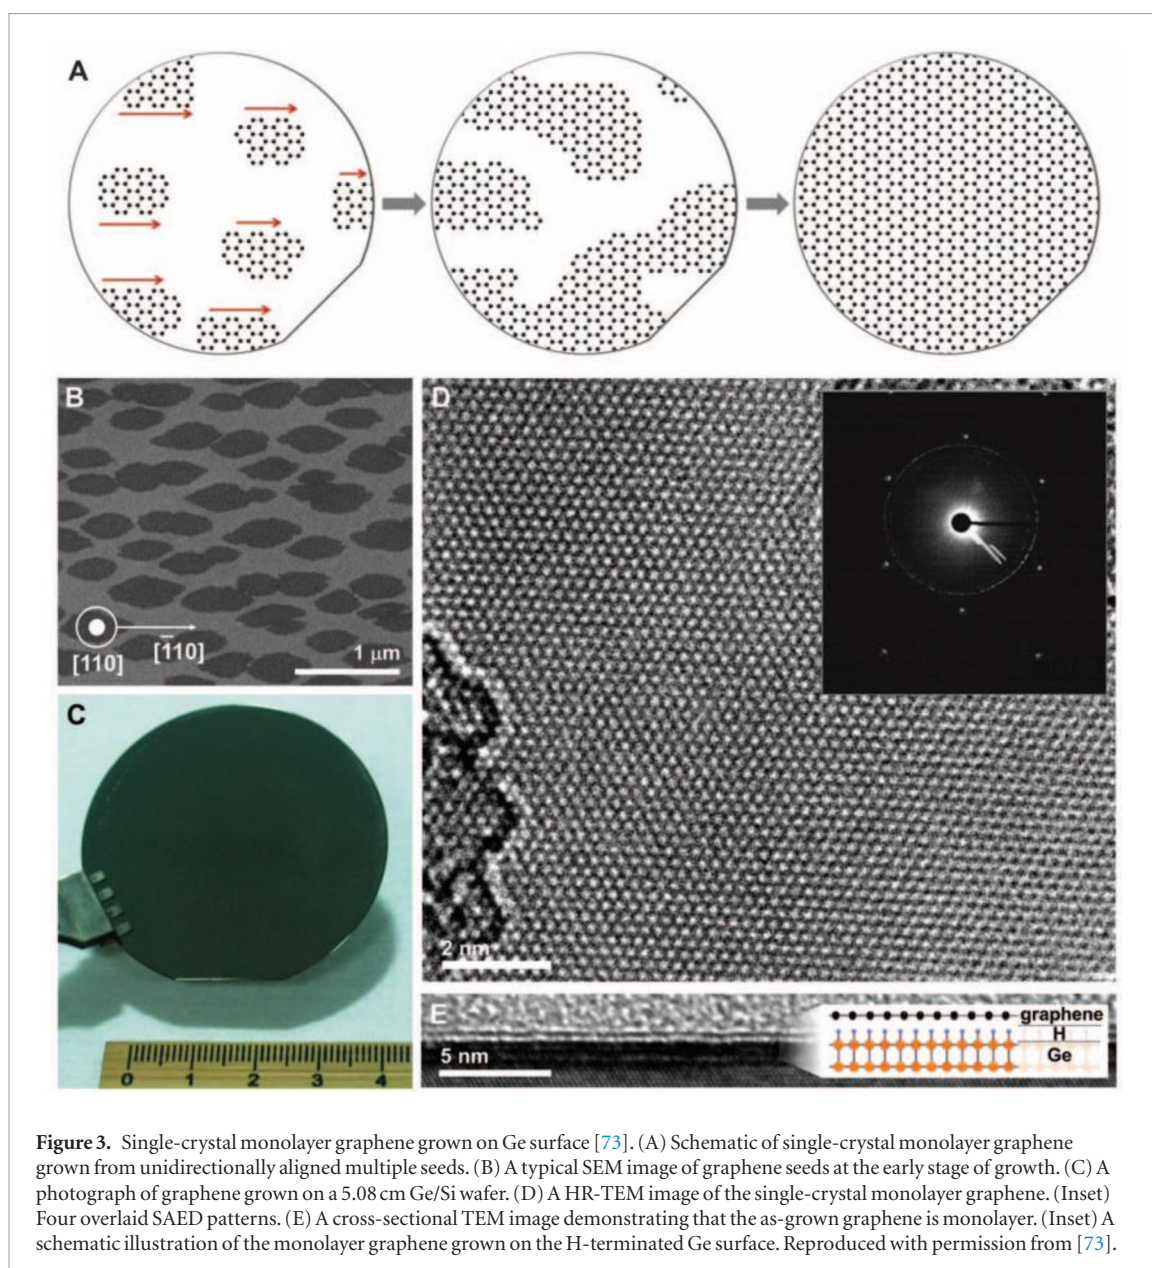 A
B
[110]
[1̄10]
1 μm
C
0 1 2 3 4
D
2 nm
E
5 nm
graphene
H
Ge
Figure 3. Single-crystal monolayer graphene grown on Ge surface [73]. (A) Schematic of single-crystal monolayer graphene
grown from unidirectionally aligned multiple seeds. (B) A typical SEM image of graphene seeds at the early stage of growth. (C) A
photograph of graphene grown on a 5.08 cm Ge/Si wafer. (D) A HR-TEM image of the single-crystal monolayer graphene. (Inset)
Four overlaid SAED patterns. (E) A cross-sectional TEM image demonstrating that the as-grown graphene is monolayer. (Inset) A
schematic illustration of the monolayer graphene grown on the H-terminated Ge surface. Reproduced with permission from [73].